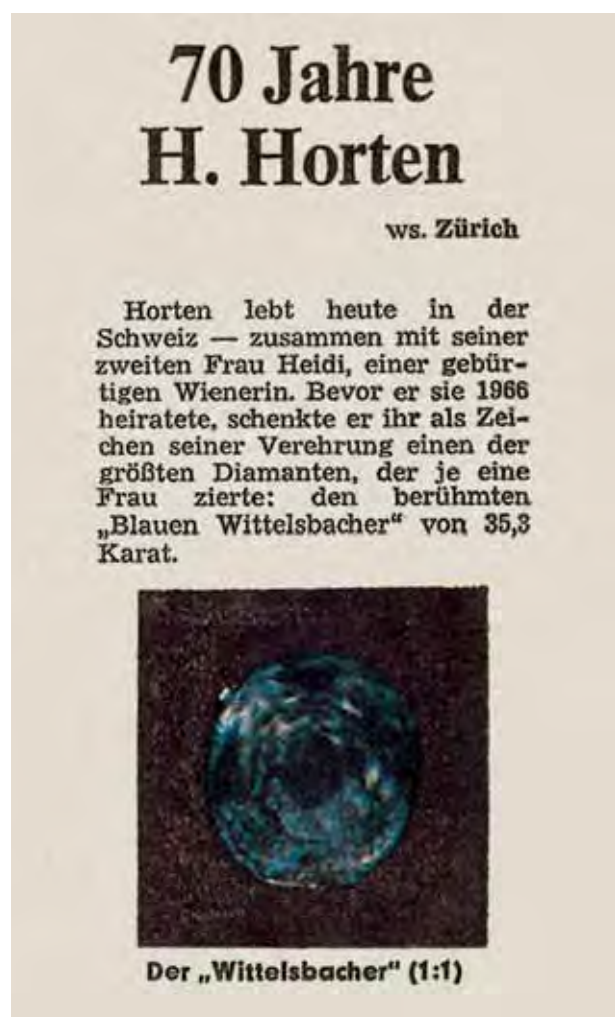 70 Jahre
H. Horten
ws. Zürich
Horten lebt heute in der
Schweiz — zusammen mit seiner
zweiten Frau Heidi, einer gebür-
tigen Wienerin. Bevor er sie 1966
heiratete, schenkte er ihr als Zei-
chen seiner Verehrung einen der
größten Diamanten, der je eine
Frau zierte: den berühmten
„Blauen Wittelsbacher“ von 35,3
Karat.
Der „Wittelsbacher“ (1:1)